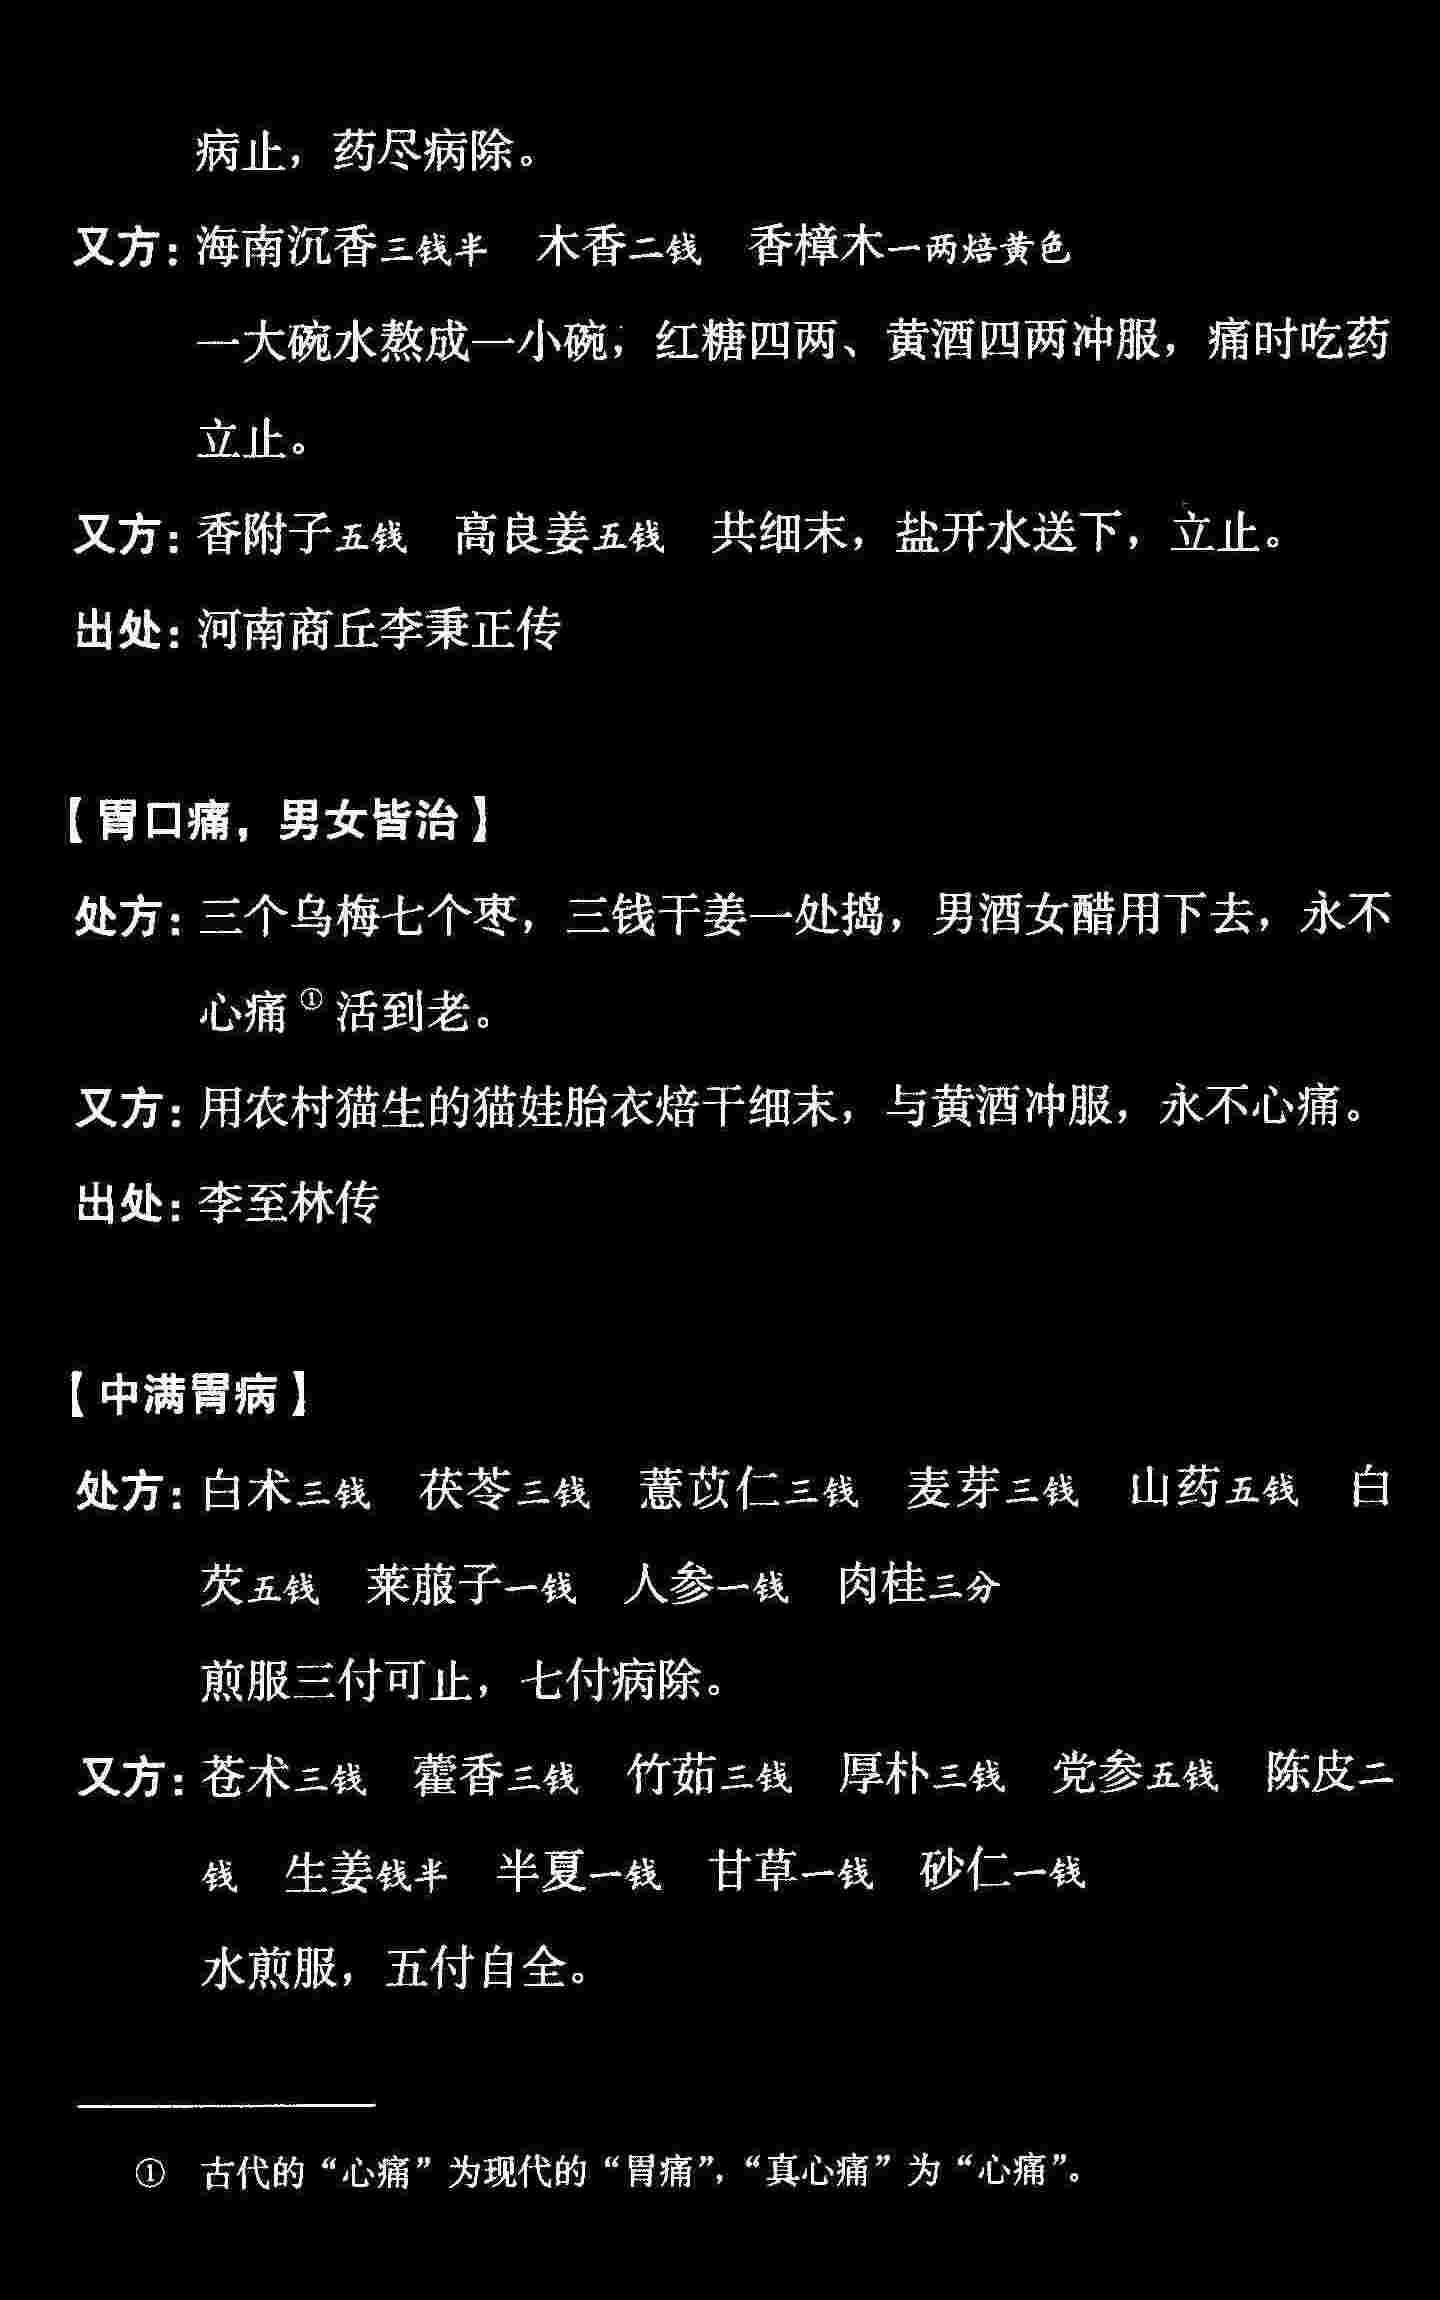 病止，药尽病除。
又方：海南沉香三钱半　木香二钱　香樟木一两焙黄色
一大碗水熬成一小碗，红糖四两、黄酒四两冲服，痛时吃药
立止。
又方：香附子五钱　高良姜五钱　共细末，盐开水送下，立止。
出处：河南商丘李秉正传
【胃口痛，男女皆治】
处方：三个乌梅七个枣，三钱干姜一处捣，男酒女醋用下去，永不
心痛①活到老。
又方：用农村猫生的猫娃胎衣焙干细末，与黄酒冲服，永不心痛。
出处：李至林传
【中满胃病】
处方：白术三钱　茯苓三钱　薏苡仁三钱　麦芽三钱　山药五钱　白
芡五钱　莱菔子一钱　人参一钱　肉桂三分
煎服三付可止，七付病除。
又方：苍术三钱　藿香三钱　竹茹三钱　厚朴三钱　党参五钱　陈皮二
钱　生姜钱半　半夏一钱　甘草一钱　砂仁一钱
水煎服，五付自全。
①　古代的“心痛”为现代的“胃痛”，“真心痛”为“心痛”。